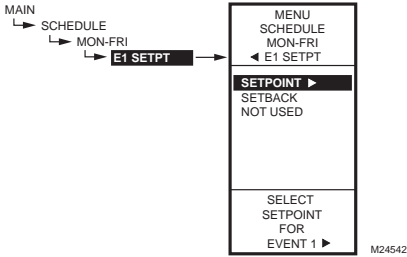 MAIN
SCHEDULE
MON-FRI
E1 SETPT
MENU
SCHEDULE
MON-FRI
◄ E1 SETPT
SETPOINT ►
SETBACK
NOT USED
SELECT
SETPOINT
FOR
EVENT 1 ►
M24542